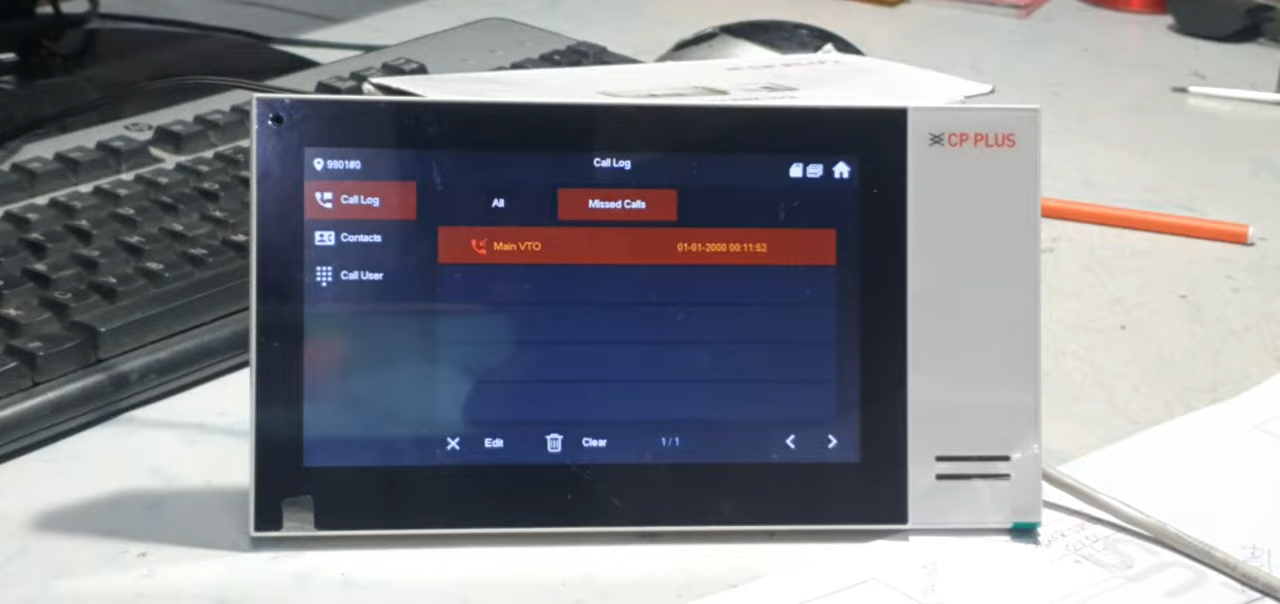 CP PLUS
9901#0
Call Log
Call Log
All
Missed Calls
Contacts
Main VTO 01-01-2000 00:11:52
Call User
Edit
Clear
1/1
hp